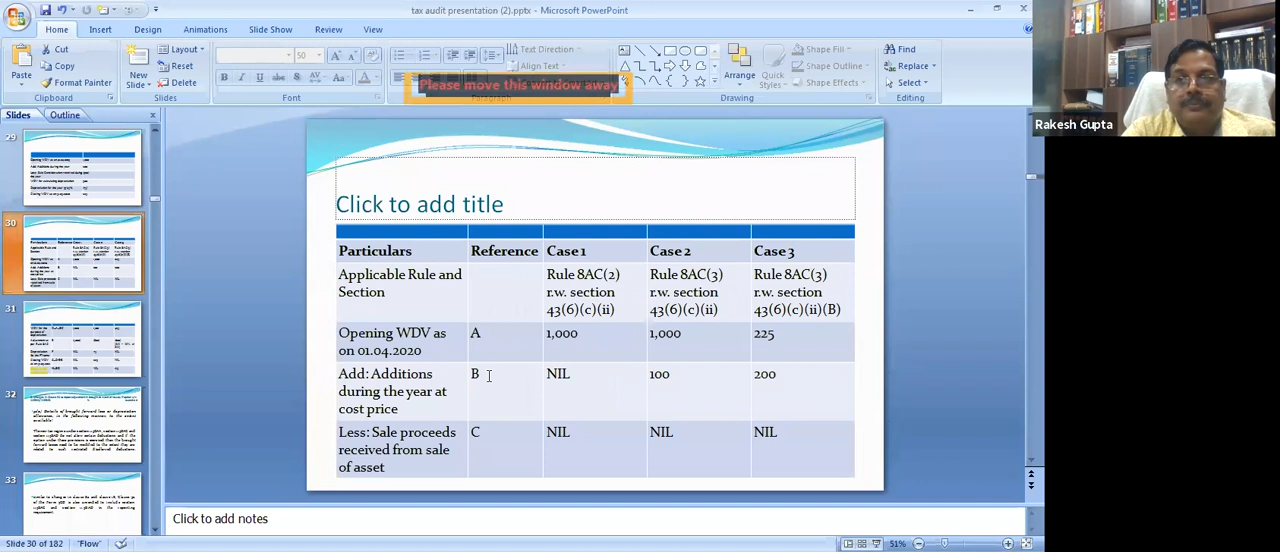 tax audit presentation (2).pptx - Microsoft PowerPoint
Home Insert Design Animations Slide Show Review View
Paste
Cut
Copy
Format Painter
Clipboard
New Slide
Layout
Reset
Delete
Slides
50
Font
Text Direction
Align Text
Please move this window away
Arrange
Quick Styles
Shape Fill
Shape Outline
Shape Effects
Drawing
Find
Replace
Select
Editing
Rakesh Gupta
Slides Outline
29
30
31
32
33
Click to add title
Particulars Reference Case 1 Case 2 Case 3
Applicable Rule and Rule 8AC(2) Rule 8AC(3) Rule 8AC(3)
Section r.w. section r.w. section r.w. section
43(6)(c)(ii) 43(6)(c)(ii) 43(6)(c)(ii)(B)
Opening WDV as A 1,000 1,000 225
on 01.04.2020
Add: Additions B NIL 100 200
during the year at
cost price
Less: Sale proceeds C NIL NIL NIL
received from sale
of asset
Click to add notes
Slide 30 of 182 "Flow" 51%